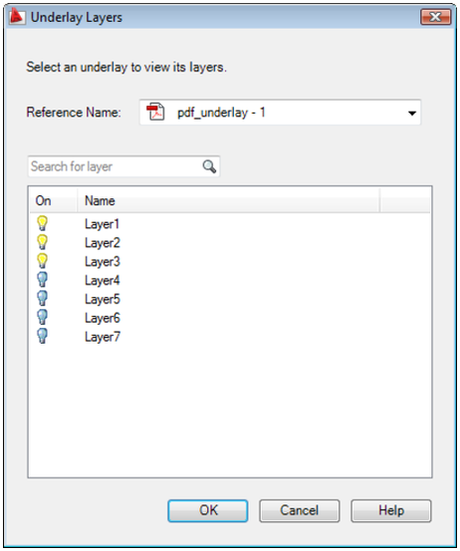 Underlay Layers
Select an underlay to view its layers.
Reference Name: pdf_underlay - 1
Search for layer
On Name
Layer1
Layer2
Layer3
Layer4
Layer5
Layer6
Layer7
OK Cancel Help